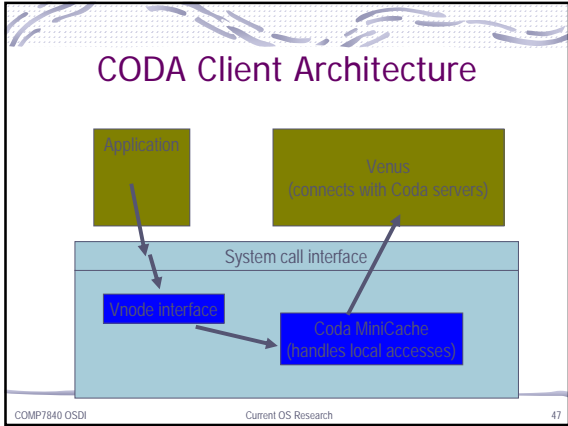 CODA Client Architecture
Application
Venus
(connects with Coda servers)
System call interface
Vnode interface
Coda MiniCache
(handles local accesses)
COMP7840 OSDI
Current OS Research
47